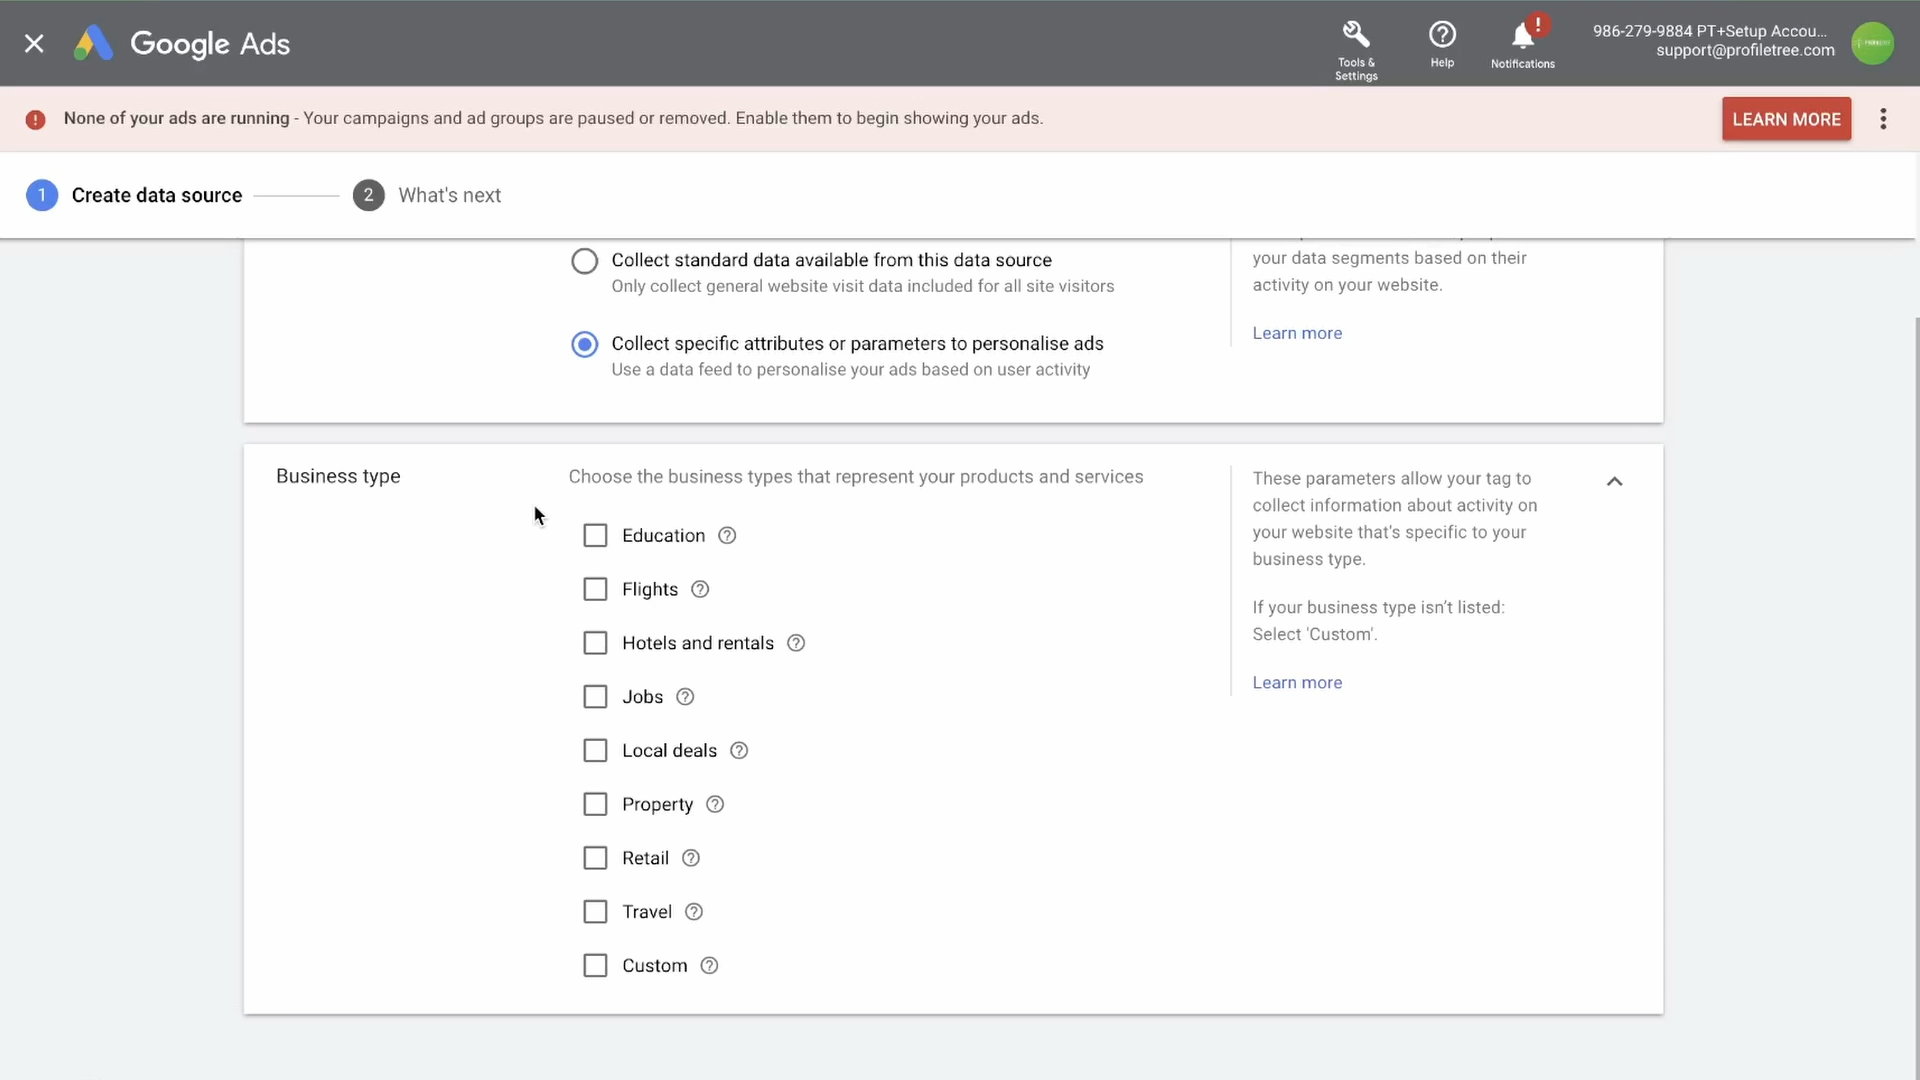 Google Ads
Tools &
Settings
Help
!
Notifications
986-279-9884 PT+Setup Accou...
support@profiletree.com
None of your ads are running - Your campaigns and ad groups are paused or removed. Enable them to begin showing your ads.
LEARN MORE
1 Create data source
2 What's next
Collect standard data available from this data source
Only collect general website visit data included for all site visitors
Collect specific attributes or parameters to personalise ads
Use a data feed to personalise your ads based on user activity
your data segments based on their
activity on your website.
Learn more
Business type
Choose the business types that represent your products and services
Education
Flights
Hotels and rentals
Jobs
Local deals
Property
Retail
Travel
Custom
These parameters allow your tag to
collect information about activity on
your website that's specific to your
business type.
If your business type isn’t listed:
Select 'Custom'.
Learn more